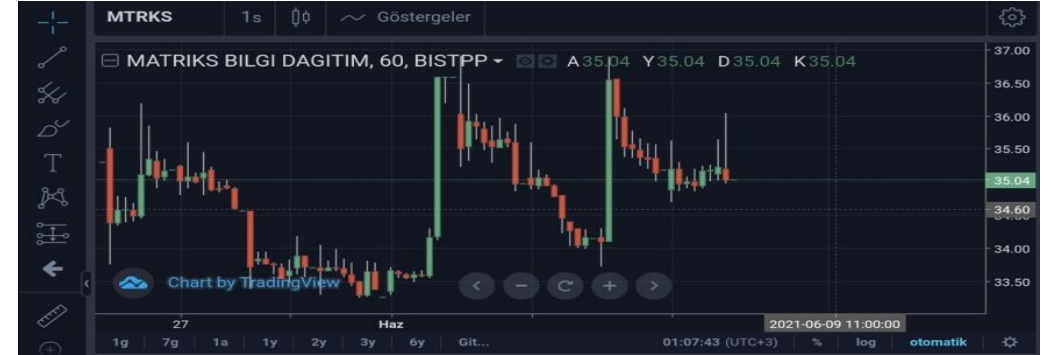 MTRKS 1s Göstergeler
MATRIKS BILGI DAGITIM, 60, BISTPP A35.04 Y35.04 D35.04 K35.04
37.00
36.50
36.00
35.50
35.04
34.60
34.00
33.50
Chart by TradingView
27 Haz 2021-06-09 11:00:00
1g 7g 1a 1y 2y 3y 6y Git... 01:07:43 (UTC+3) % log otomatik